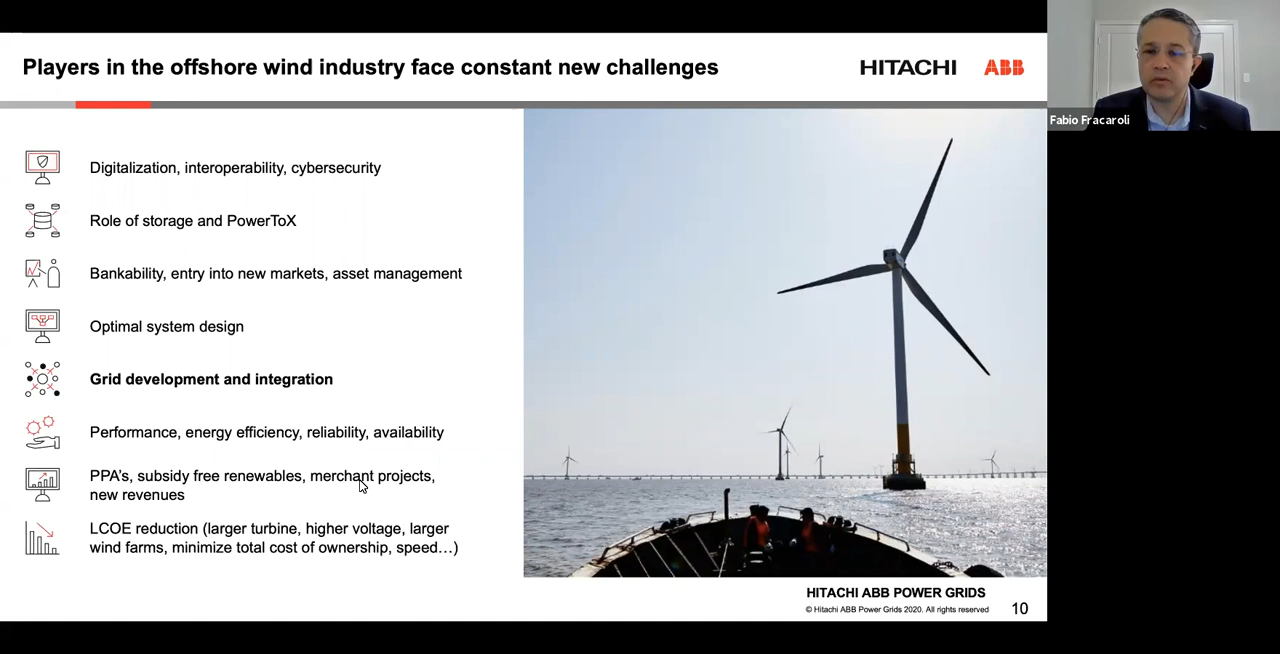 Players in the offshore wind industry face constant new challenges
HITACHI ABB
Fabio Fracaroli
Digitalization, interoperability, cybersecurity
Role of storage and PowerToX
Bankability, entry into new markets, asset management
Optimal system design
Grid development and integration
Performance, energy efficiency, reliability, availability
PPA's, subsidy free renewables, merchant projects,
new revenues
LCOE reduction (larger turbine, higher voltage, larger
wind farms, minimize total cost of ownership, speed…)
HITACHI ABB POWER GRIDS
© Hitachi ABB Power Grids 2020. All rights reserved
10